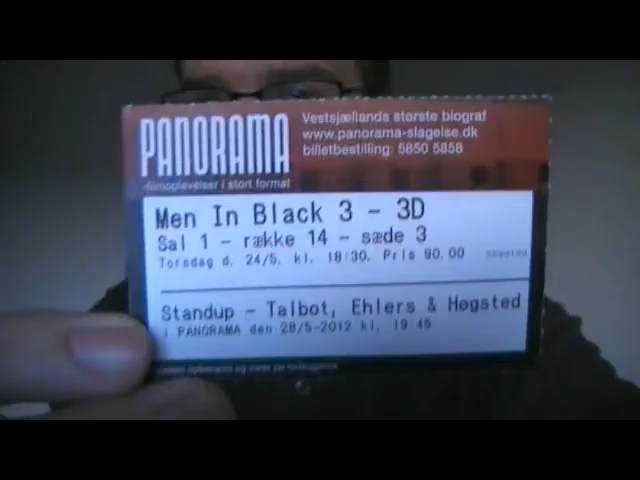 PANORAMA
filmoplevelser i stort format
Vestsjællands største biograf
www.panorama-slagelse.dk
billetbestilling: 5850 5858
Men In Black 3 - 3D
Sal 1 - række 14 - sæde 3
Torsdag d. 24/5. kl. 18:30. Pris 90.00
Standup - Talbot, Ehlers & Høgsted
i PANORAMA den 28/5-2012 kl. 19 45